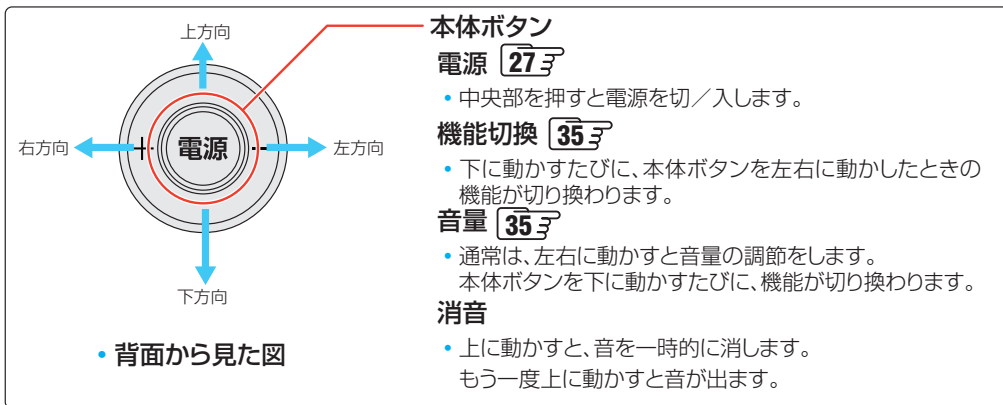 上方向
右方向
+
電源
-
左方向
下方向
• 背面から見た図
本体ボタン
電源 27
• 中央部を押すと電源を切／入します。
機能切換 35
• 下に動かすたびに、本体ボタンを左右に動かしたときの
機能が切り換わります。
音量 35
• 通常は、左右に動かすと音量の調節をします。
本体ボタンを下に動かすたびに、機能が切り換わります。
消音
• 上に動かすと、音を一時的に消します。
もう一度上に動かすと音が出ます。